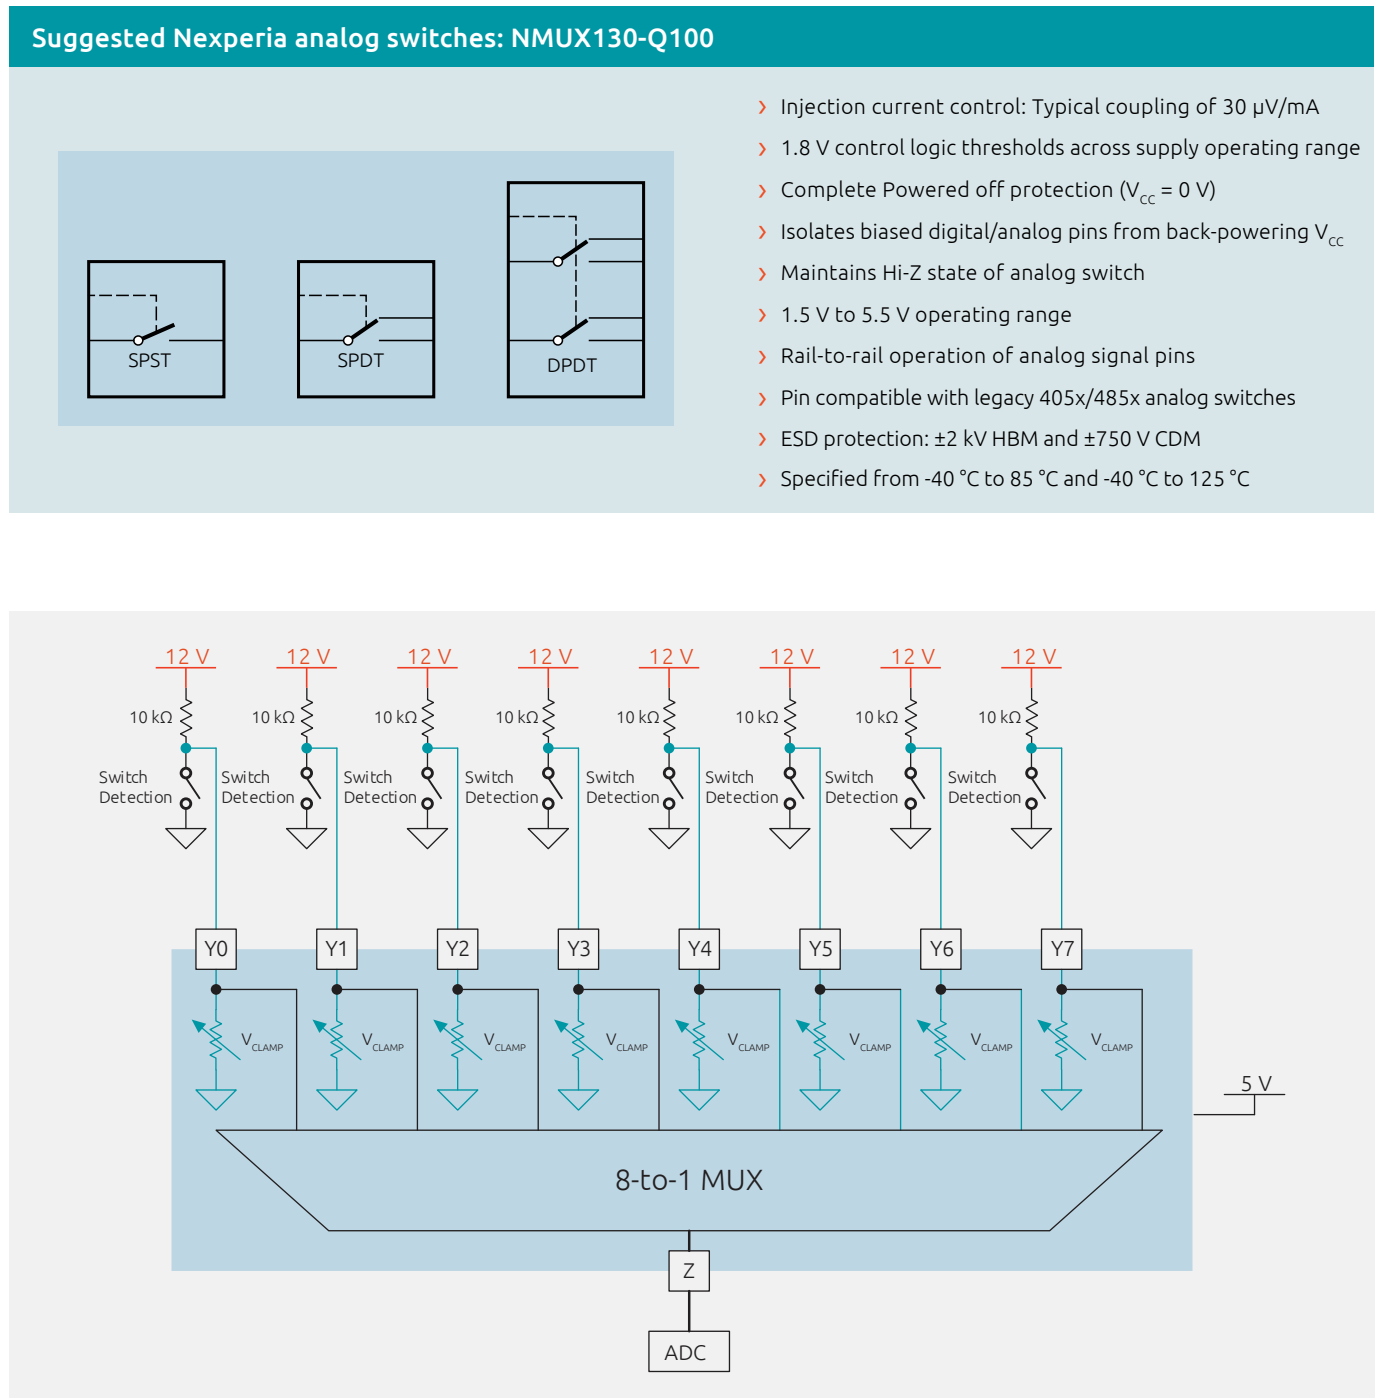 Suggested Nexperia analog switches: NMUX130-Q100
› Injection current control: Typical coupling of 30 µV/mA
› 1.8 V control logic thresholds across supply operating range
› Complete Powered off protection (VCC = 0 V)
› Isolates biased digital/analog pins from back-powering VCC
› Maintains Hi-Z state of analog switch
› 1.5 V to 5.5 V operating range
› Rail-to-rail operation of analog signal pins
› Pin compatible with legacy 405x/485x analog switches
› ESD protection: ±2 kV HBM and ±750 V CDM
› Specified from -40 °C to 85 °C and -40 °C to 125 °C
SPST SPDT DPDT
12 V 12 V 12 V 12 V 12 V 12 V 12 V 12 V
10 kΩ 10 kΩ 10 kΩ 10 kΩ 10 kΩ 10 kΩ 10 kΩ 10 kΩ
Switch Switch Switch Switch Switch Switch Switch Switch
Detection Detection Detection Detection Detection Detection Detection Detection
Y0 Y1 Y2 Y3 Y4 Y5 Y6 Y7
VCLAMP VCLAMP VCLAMP VCLAMP VCLAMP VCLAMP VCLAMP VCLAMP
5 V
8-to-1 MUX
Z
ADC